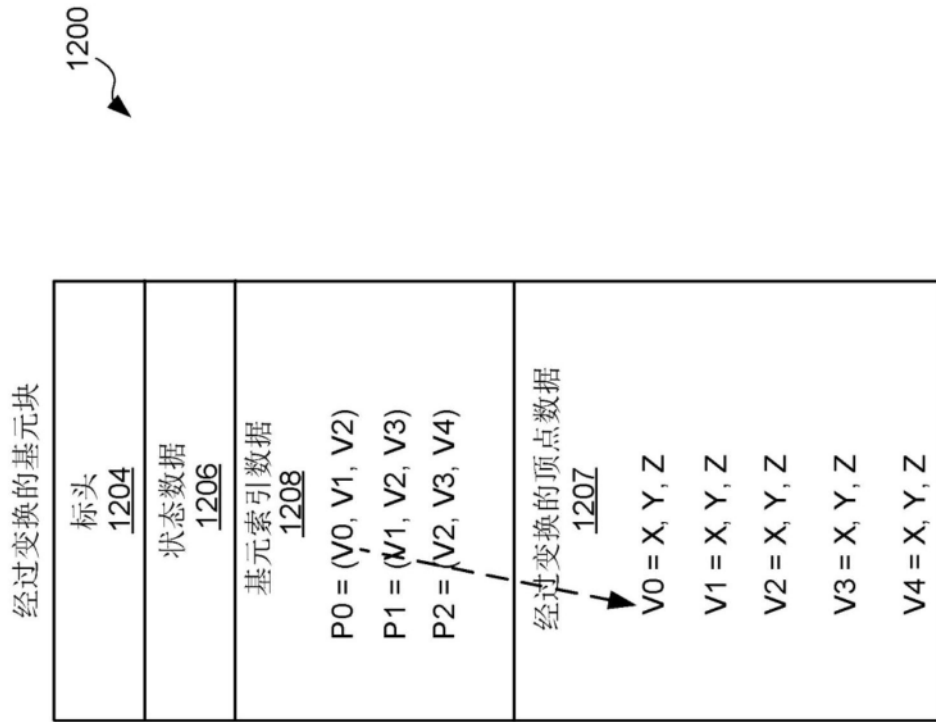 1200
经过变换的基元块
标头
1204
状态数据
1206
基元素引数据
1208
P0 = (V0, V1, V2)
P1 = (V1, V2, V3)
P2 = (V2, V3, V4)
经过变换的顶点数据
1207
V0 = X, Y, Z
V1 = X, Y, Z
V2 = X, Y, Z
V3 = X, Y, Z
V4 = X, Y, Z